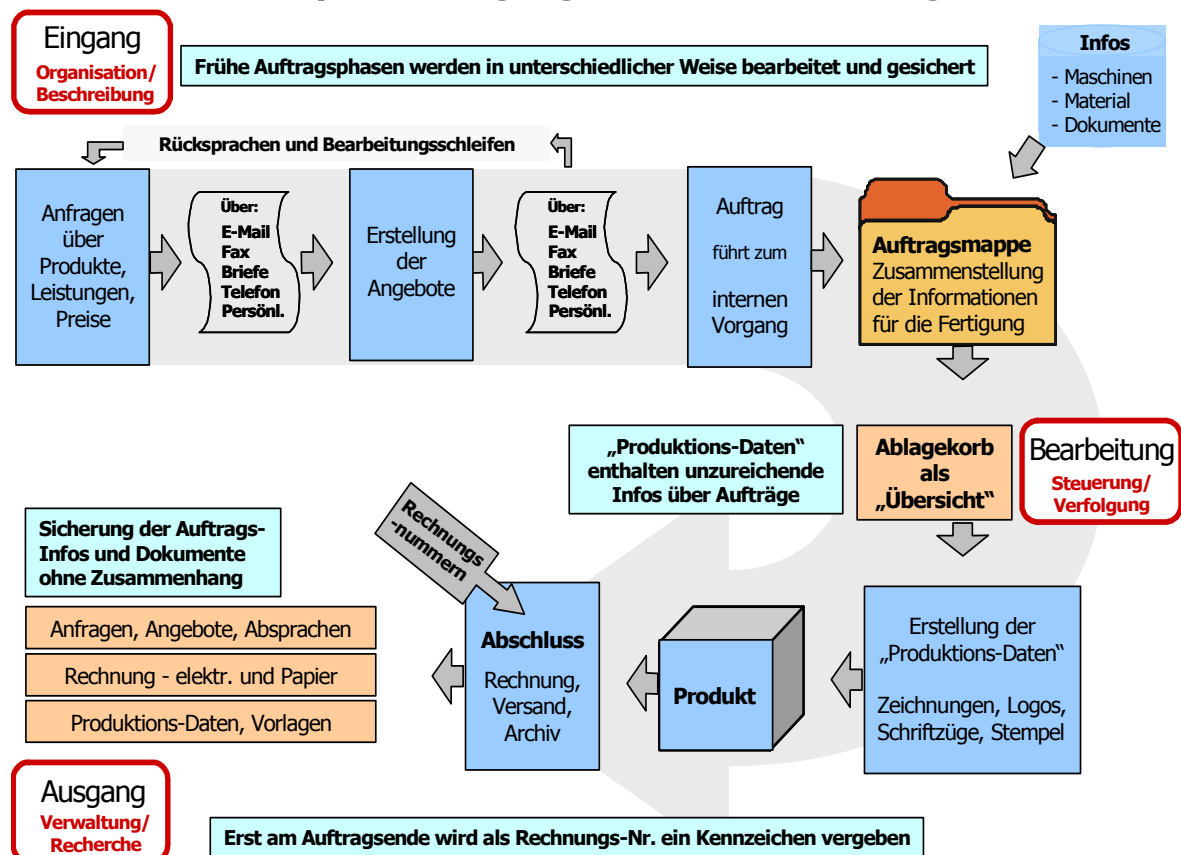 Eingang
Organisation/
Beschreibung
Frühe Auftragsphasen werden in unterschiedlicher Weise bearbeitet und gesichert
Infos
- Maschinen
- Material
- Dokumente
Rücksprachen und Bearbeitungsschleifen
Anfragen
über
Produkte,
Leistungen,
Preise
Über:
E-Mail
Fax
Briefe
Telefon
Persönl.
Erstellung
der
Angebote
Über:
E-Mail
Fax
Briefe
Telefon
Persönl.
Auftrag
führt zum
internen
Vorgang
Auftragsmappe
Zusammenstellung
der Informationen
für die Fertigung
„Produktions-Daten“
enthalten unzureichende
Infos über Aufträge
Ablagekorb
als
„Übersicht“
Bearbeitung
Steuerung/
Verfolgung
Sicherung der Auftrags-
Infos und Dokumente
ohne Zusammenhang
Anfragen, Angebote, Absprachen
Rechnung - elektr. und Papier
Produktions-Daten, Vorlagen
Rechnungs
-nummern
Abschluss
Rechnung,
Versand,
Archiv
Produkt
Erstellung der
„Produktions-Daten“
Zeichnungen, Logos,
Schriftzüge, Stempel
Ausgang
Verwaltung/
Recherche
Erst am Auftragsende wird als Rechnungs-Nr. ein Kennzeichen vergeben